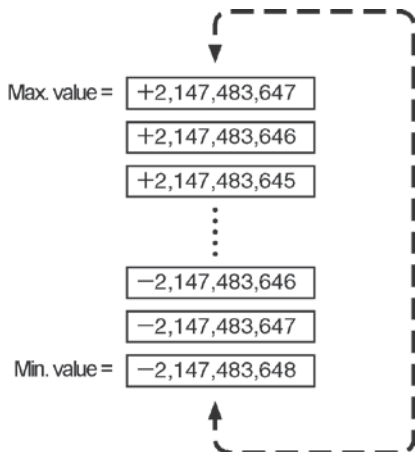 Max. value = +2,147,483,647
+2,147,483,646
+2,147,483,645
−2,147,483,646
−2,147,483,647
Min. value = −2,147,483,648